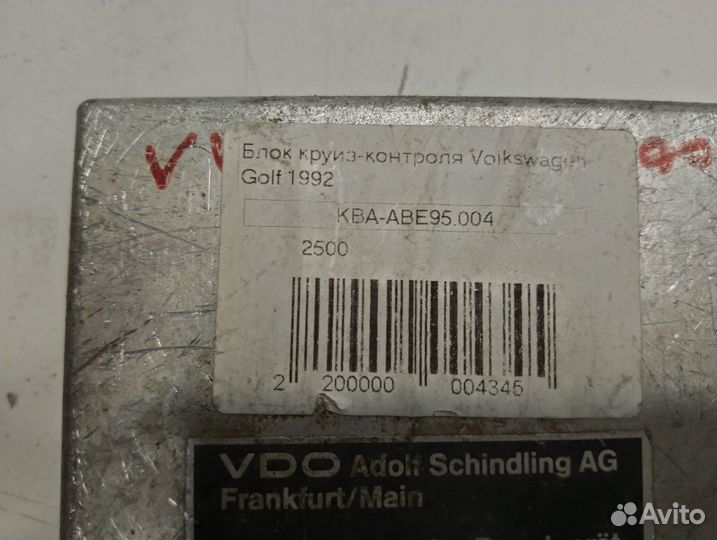 Блок круиз-контроля Volkswagen
Golf 1992
KBA-ABE95.004
2500
2 200000 004345
VDO Adolf Schindling AG
Frankfurt/Main
Avito